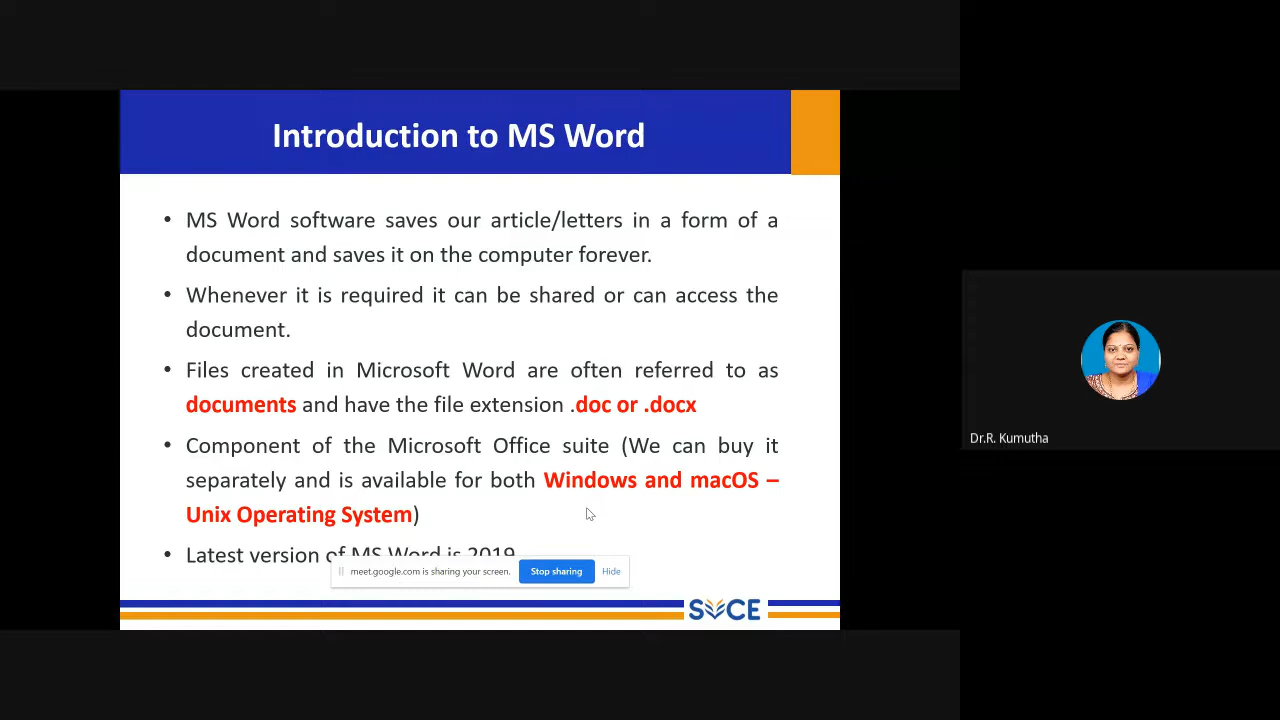 Introduction to MS Word
• MS Word software saves our article/letters in a form of a
document and saves it on the computer forever.
• Whenever it is required it can be shared or can access the
document.
• Files created in Microsoft Word are often referred to as
documents and have the file extension .doc or .docx
• Component of the Microsoft Office suite (We can buy it
separately and is available for both Windows and macOS –
Unix Operating System)
• Latest version of MS Word is 2019
meet.google.com is sharing your screen. Stop sharing Hide
SVCE
Dr.R. Kumutha